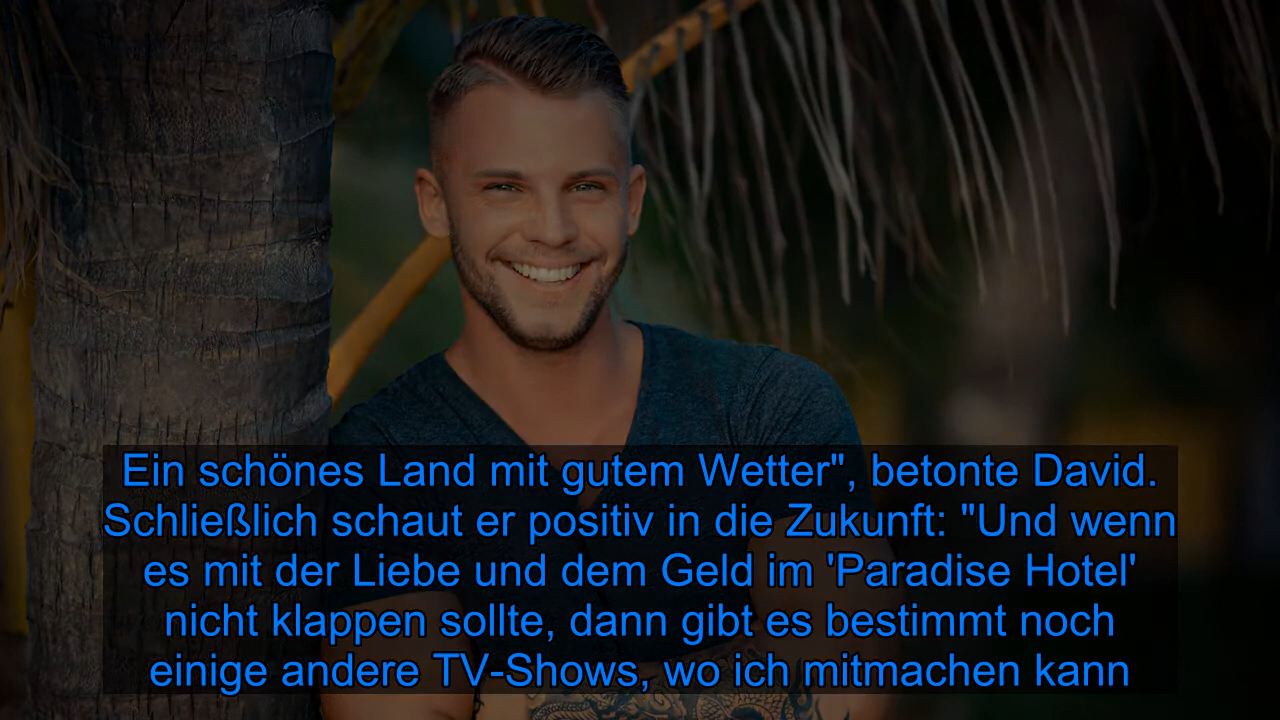 Ein schönes Land mit gutem Wetter", betonte David.
Schließlich schaut er positiv in die Zukunft: "Und wenn
es mit der Liebe und dem Geld im 'Paradise Hotel'
nicht klappen sollte, dann gibt es bestimmt noch
einige andere TV-Shows, wo ich mitmachen kann